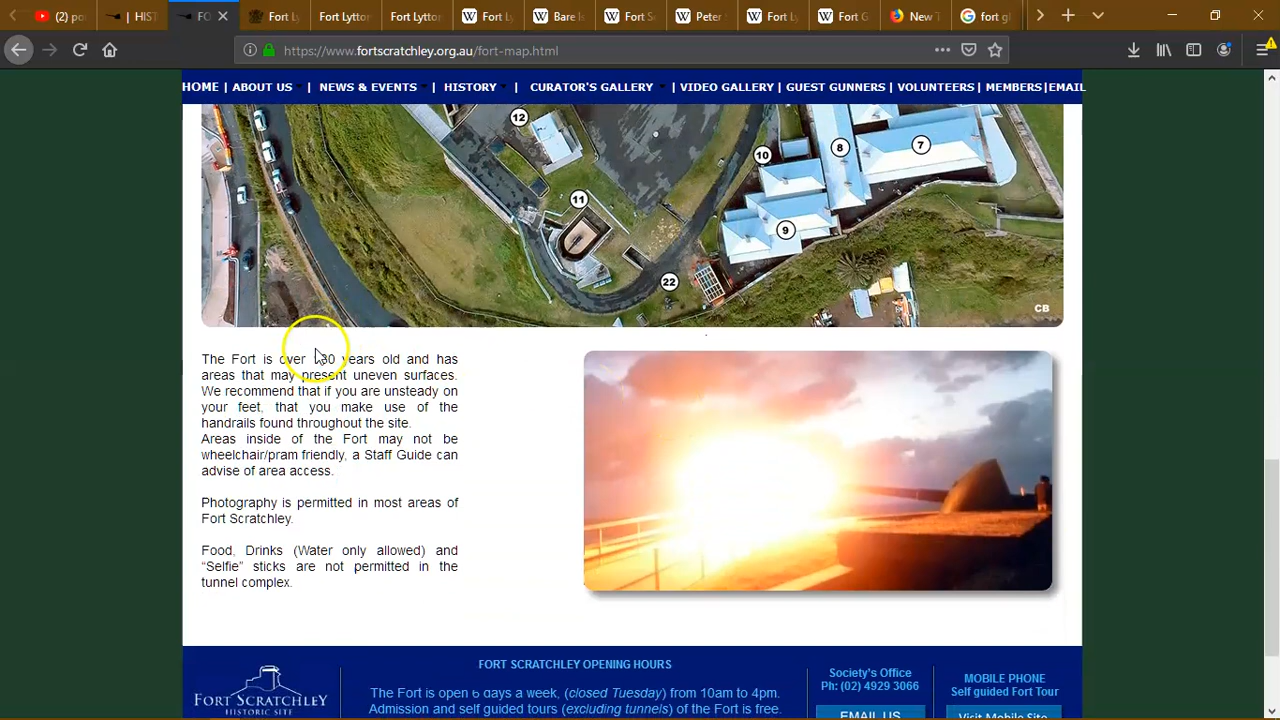 (2) po
HIST
FO
Fort Ly
Fort Lyttor
Fort Lytton
Fort Ly
Bare Is
Fort Sc
Peter
Fort Ly
Fort G
New T
fort gl
https://www.fortscratchley.org.au/fort-map.html
HOME | ABOUT US | NEWS & EVENTS | HISTORY | CURATOR'S GALLERY | VIDEO GALLERY | GUEST GUNNERS | VOLUNTEERS | MEMBERS | EMAIL
12
10
8
7
11
9
22
CB
The Fort is over years old and has
areas that may present uneven surfaces.
We recommend that if you are unsteady on
your feet, that you make use of the
handrails found throughout the site.
Areas inside of the Fort may not be
wheelchair/pram friendly, a Staff Guide can
advise of area access.
Photography is permitted in most areas of
Fort Scratchley.
Food, Drinks (Water only allowed) and
“Selfie” sticks are not permitted in the
tunnel complex.
FORT SCRATCHLEY
HISTORIC SITE
FORT SCRATCHLEY OPENING HOURS
The Fort is open 6 days a week, (closed Tuesday) from 10am to 4pm.
Admission and self guided tours (excluding tunnels) of the Fort is free.
Society's Office
Ph: (02) 4929 3066
EMAIL US
MOBILE PHONE
Self guided Fort Tour
Visit Mobile Site